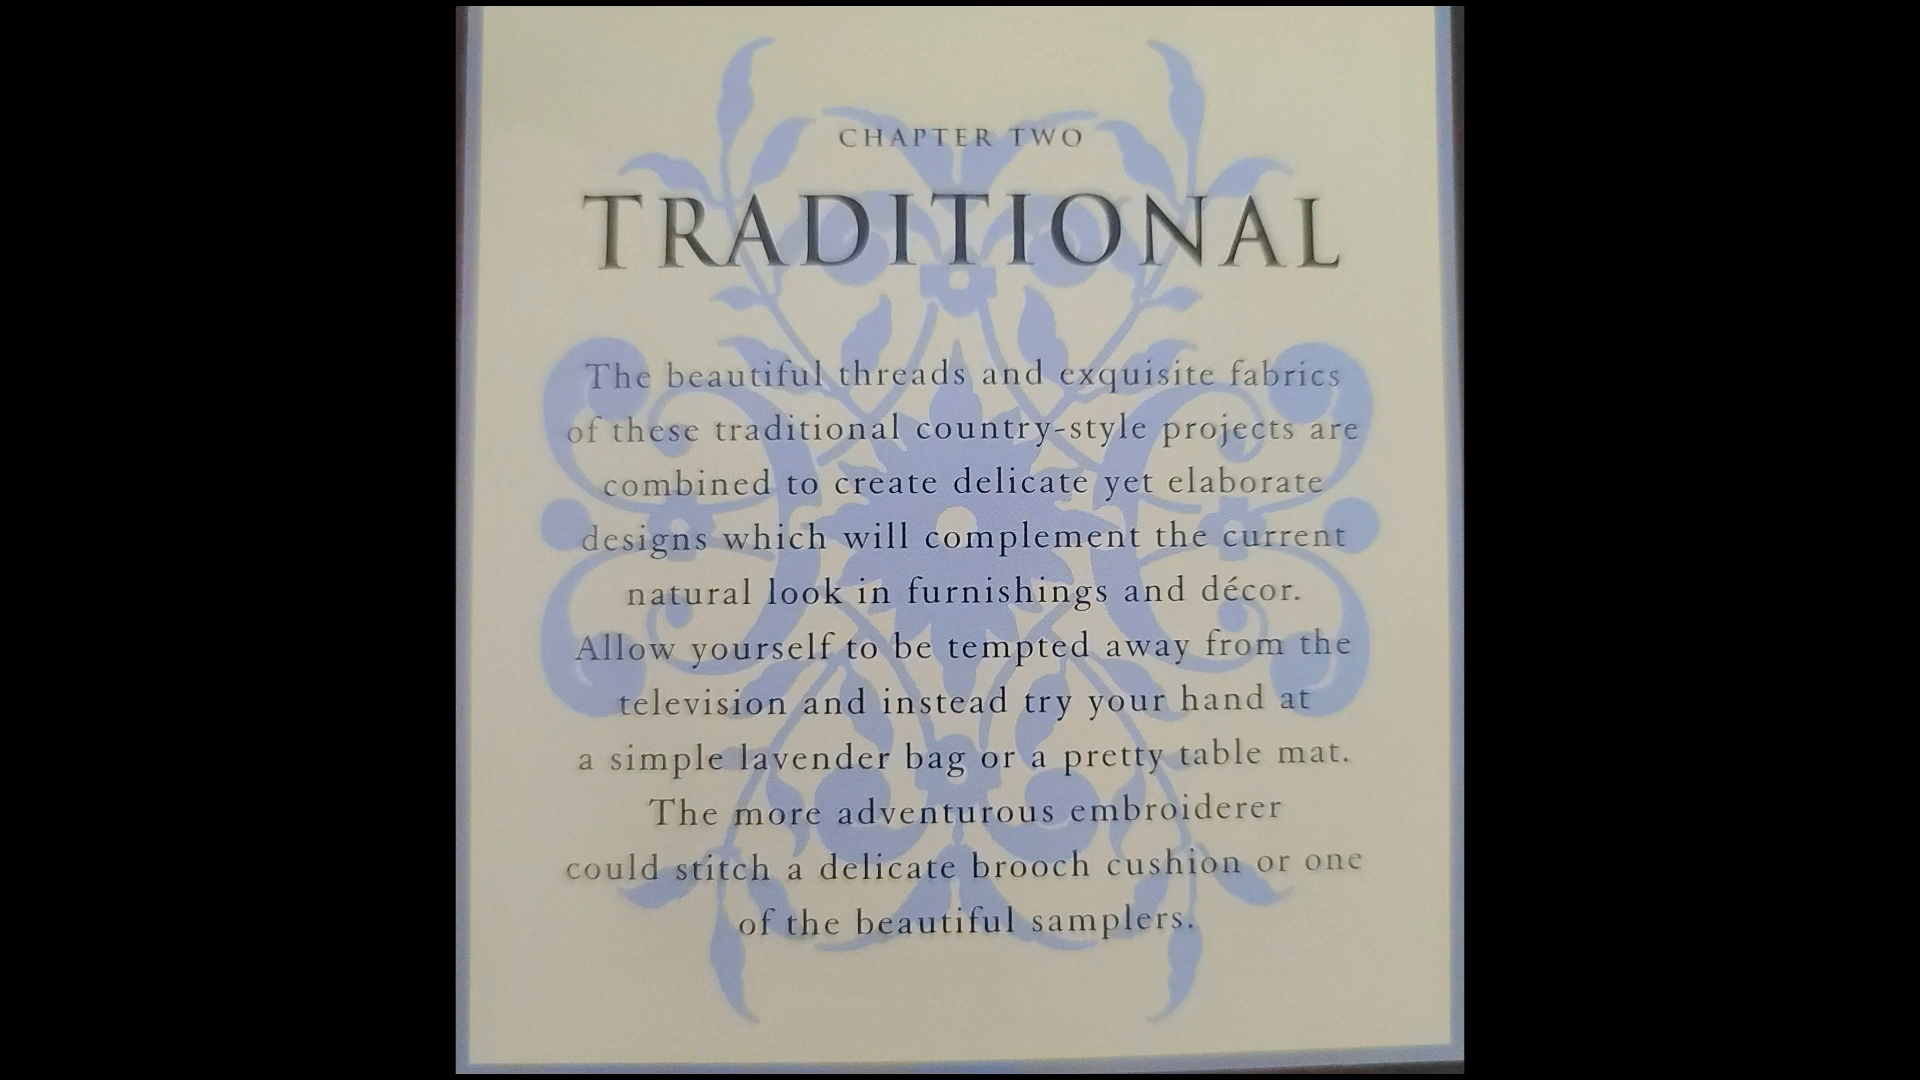 CHAPTER TWO
TRADITIONAL
The beautiful threads and exquisite fabrics
of these traditional country-style projects are
combined to create delicate yet elaborate
designs which will complement the current
natural look in furnishings and décor.
Allow yourself to be tempted away from the
television and instead try your hand at
a simple lavender bag or a pretty table mat.
The more adventurous embroiderer
could stitch a delicate brooch cushion or one
of the beautiful samplers.